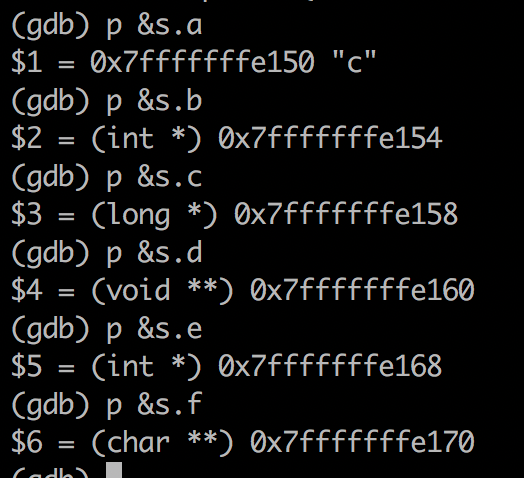 (gdb) p &s.a
$1 = 0x7fffffffe150 "c"
(gdb) p &s.b
$2 = (int *) 0x7fffffffe154
(gdb) p &s.c
$3 = (long *) 0x7fffffffe158
(gdb) p &s.d
$4 = (void **) 0x7fffffffe160
(gdb) p &s.e
$5 = (int *) 0x7fffffffe168
(gdb) p &s.f
$6 = (char **) 0x7fffffffe170
(gdb)